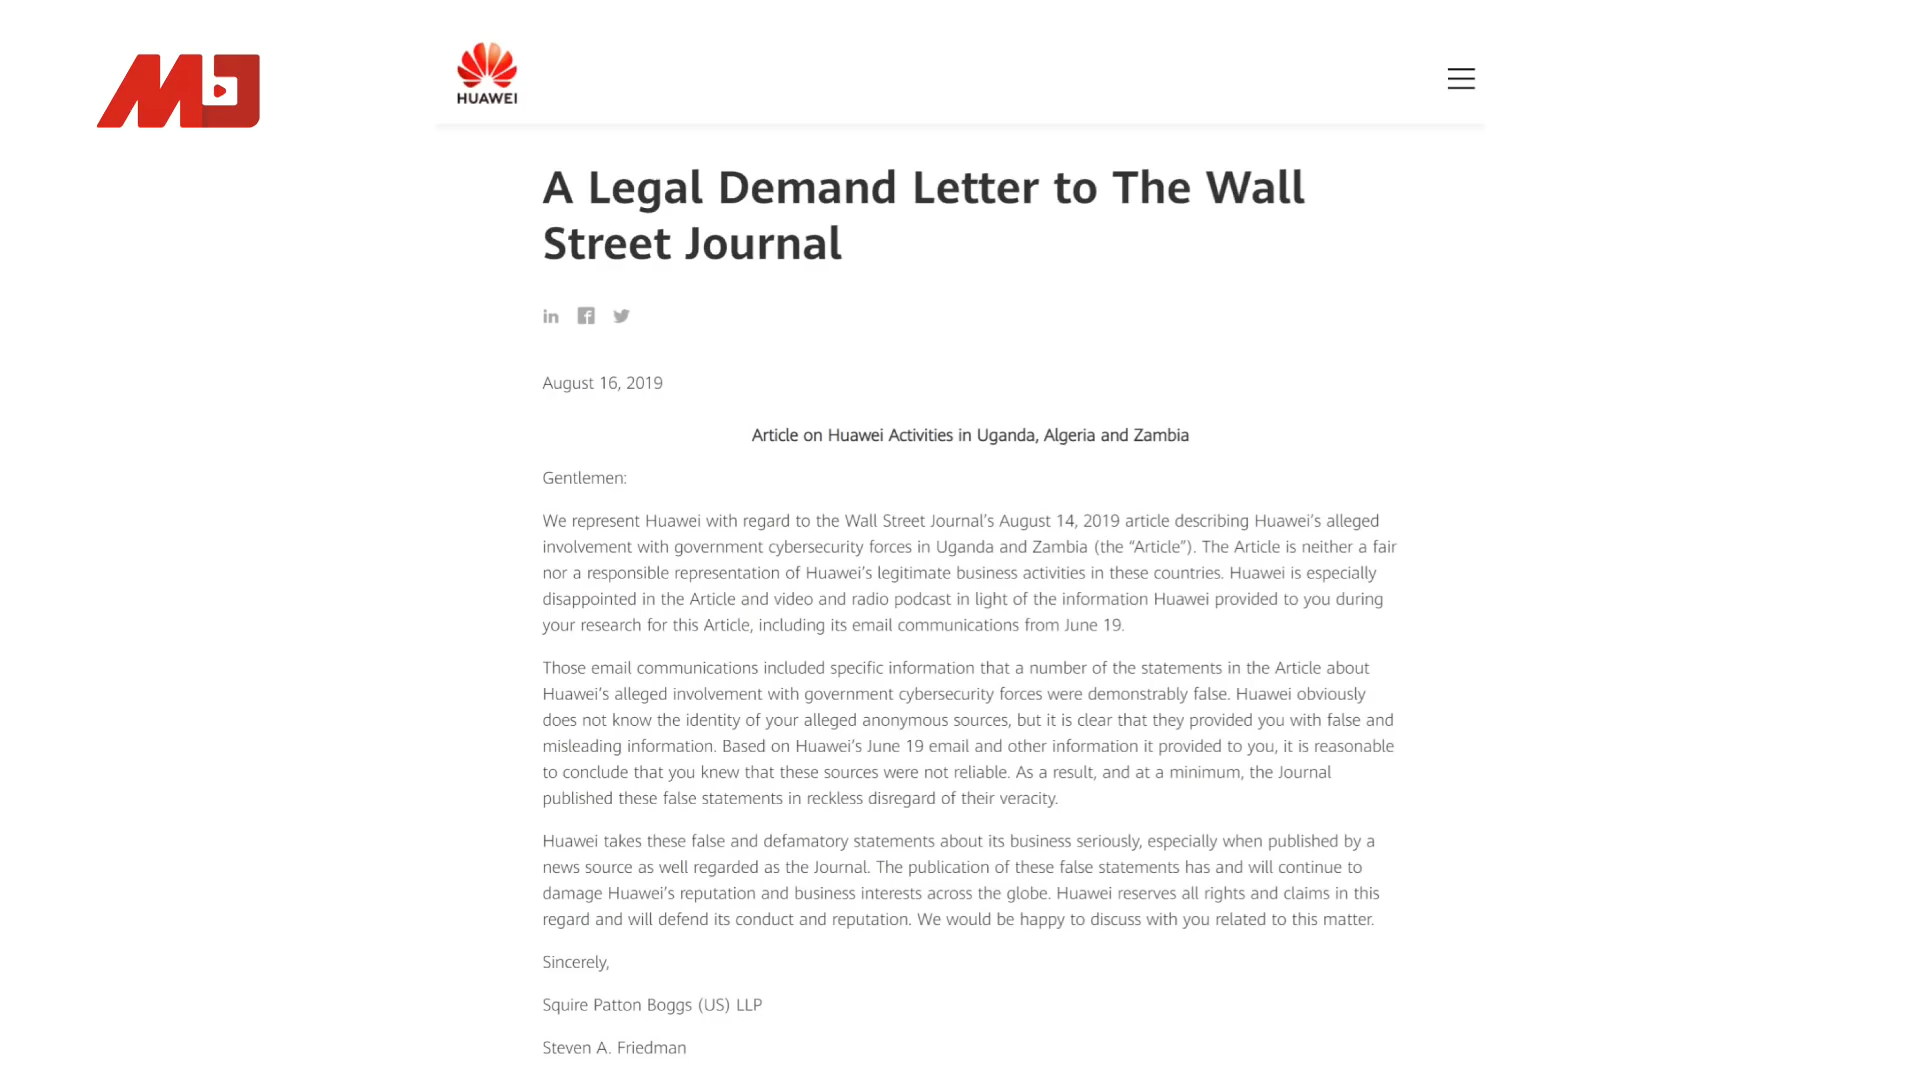 MJ
HUAWEI
A Legal Demand Letter to The Wall
Street Journal
in f
August 16, 2019
Article on Huawei Activities in Uganda, Algeria and Zambia
Gentlemen:
We represent Huawei with regard to the Wall Street Journal’s August 14, 2019 article describing Huawei’s alleged
involvement with government cybersecurity forces in Uganda and Zambia (the “Article”). The Article is neither a fair
nor a responsible representation of Huawei’s legitimate business activities in these countries. Huawei is especially
disappointed in the Article and video and radio podcast in light of the information Huawei provided to you during
your research for this Article, including its email communications from June 19.
Those email communications included specific information that a number of the statements in the Article about
Huawei’s alleged involvement with government cybersecurity forces were demonstrably false. Huawei obviously
does not know the identity of your alleged anonymous sources, but it is clear that they provided you with false and
misleading information. Based on Huawei’s June 19 email and other information it provided to you, it is reasonable
to conclude that you knew that these sources were not reliable. As a result, and at a minimum, the Journal
published these false statements in reckless disregard of their veracity.
Huawei takes these false and defamatory statements about its business seriously, especially when published by a
news source as well regarded as the Journal. The publication of these false statements has and will continue to
damage Huawei’s reputation and business interests across the globe. Huawei reserves all rights and claims in this
regard and will defend its conduct and reputation. We would be happy to discuss with you related to this matter.
Sincerely,
Squire Patton Boggs (US) LLP
Steven A. Friedman